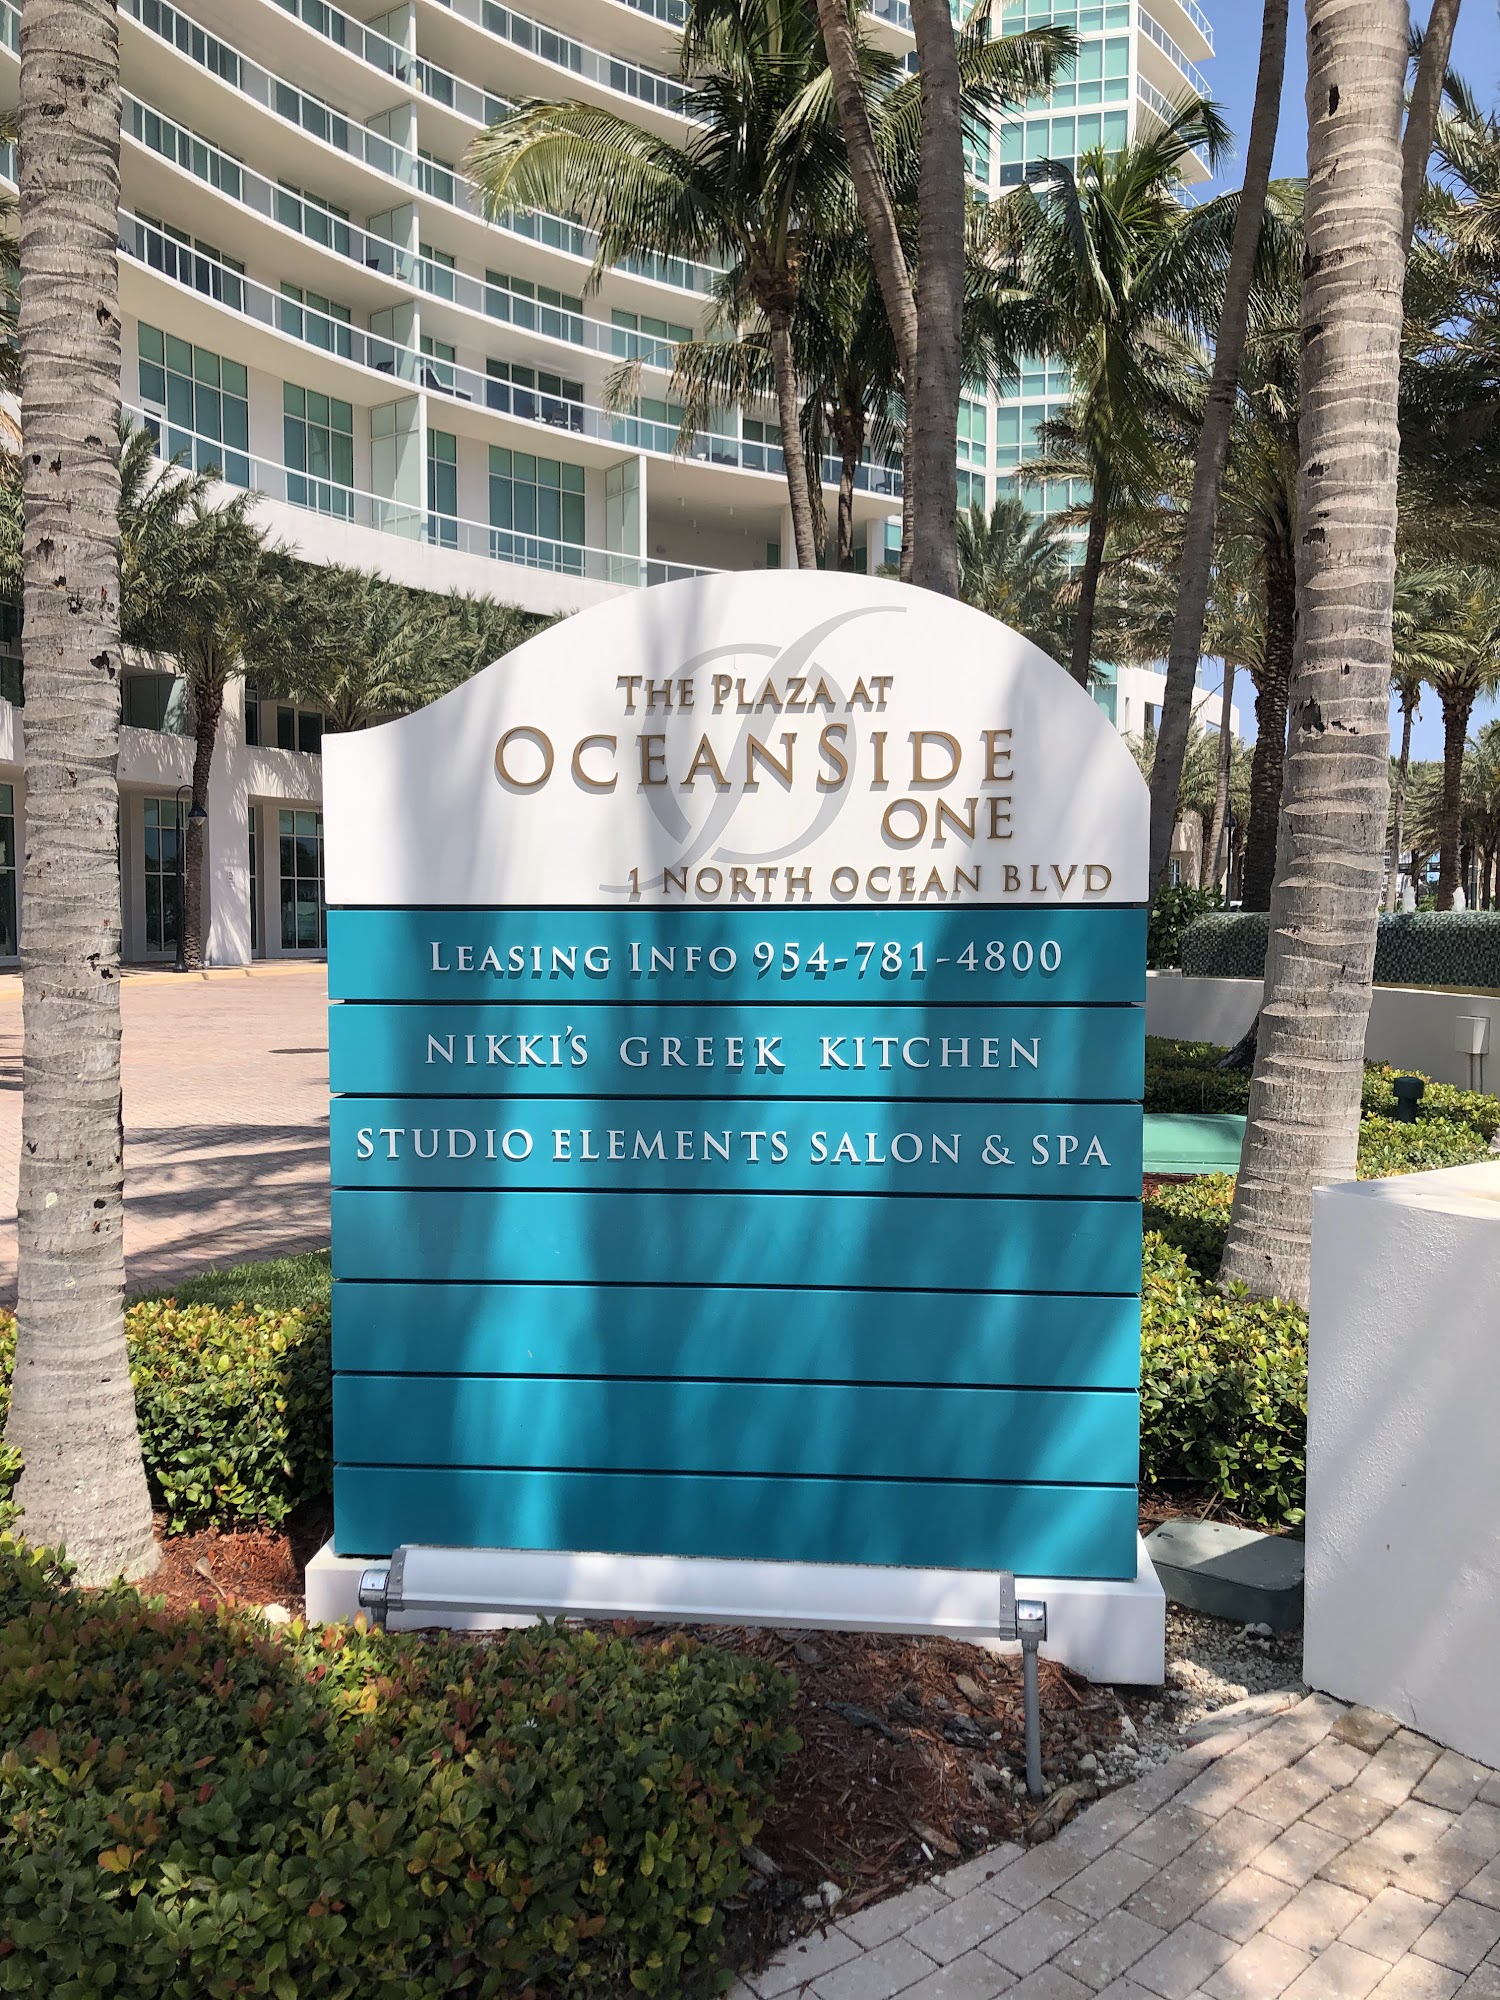 The Plaza at
OceanSide
ONE
1 NORTH OCEAN BLVD
Leasing Info 954-781-4800
NIKKI'S GREEK KITCHEN
STUDIO ELEMENTS SALON & SPA